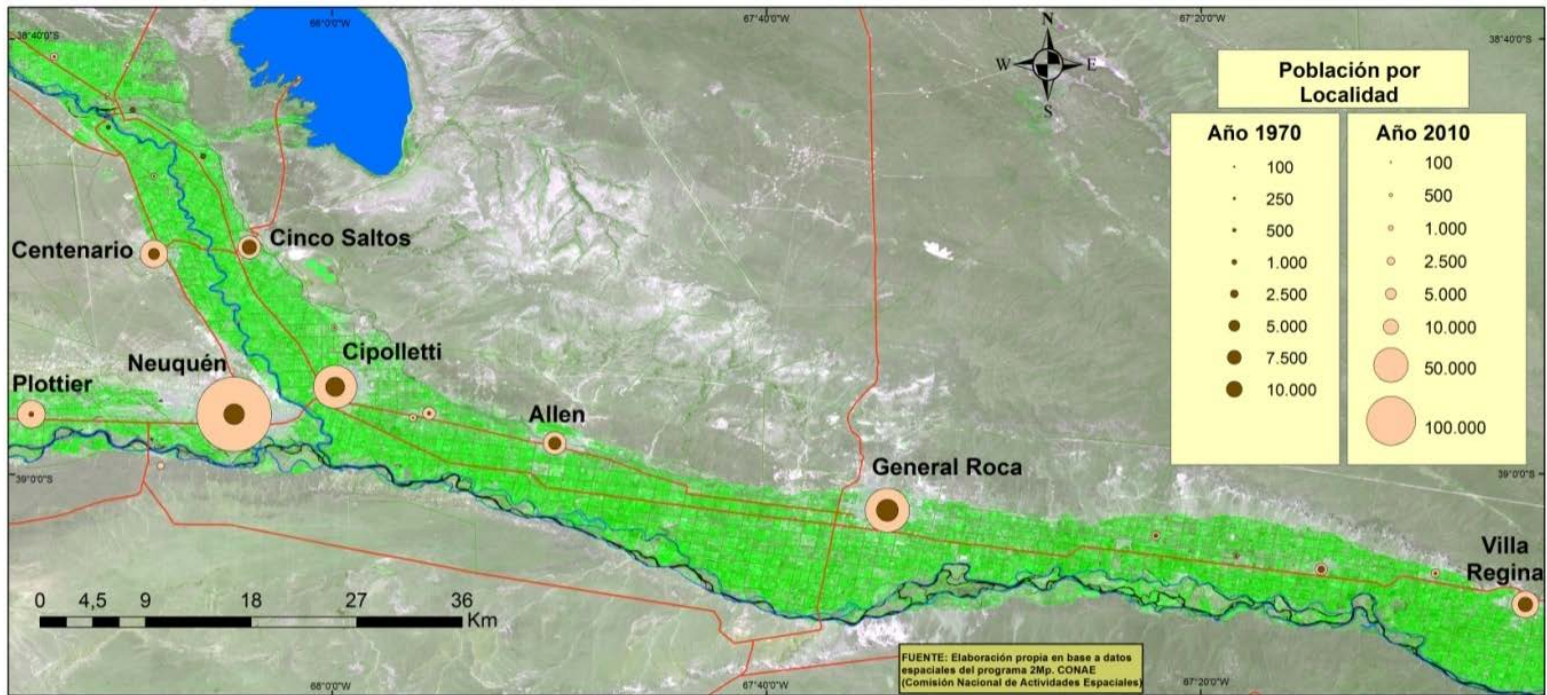 68°0'0"W
67°40'0"W
67°20'0"W
38°40'0"S
38°40'0"S
N
W
E
S
Población por
Localidad
Año 1970
100
250
500
1.000
2.500
5.000
7.500
10.000
Año 2010
100
500
1.000
2.500
5.000
10.000
50.000
100.000
Centenario
Cinco Saltos
Neuquén
Cipolletti
Plottier
Allen
General Roca
Villa
Regina
39°0'0"S
39°0'0"S
0 4,5 9 18 27 36
Km
FUENTE: Elaboración propia en base a datos
espaciales del programa 2Mp. CONAE
(Comisión Nacional de Actividades Espaciales)
68°0'0"W
67°40'0"W
67°20'0"W